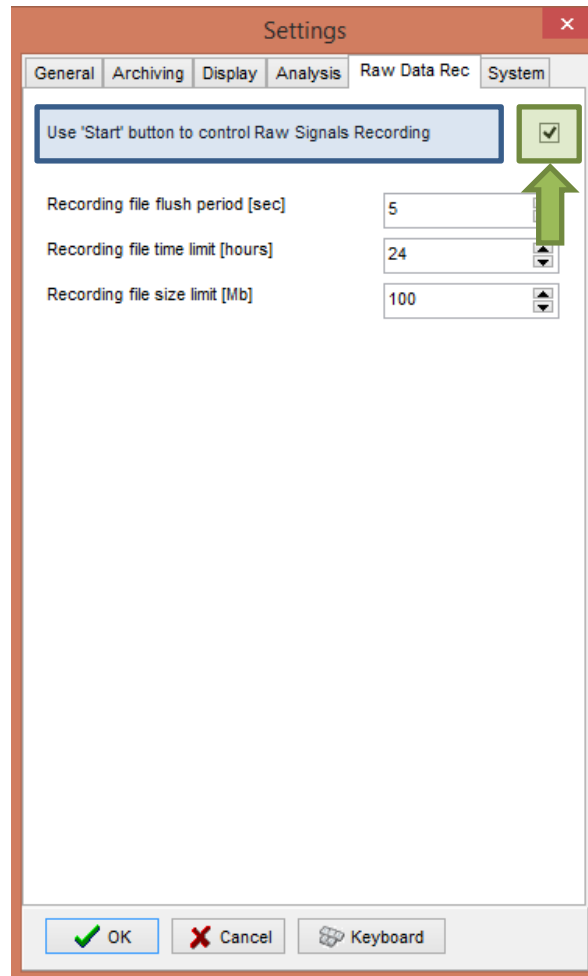 Settings
General Archiving Display Analysis Raw Data Rec System
Use 'Start' button to control Raw Signals Recording
Recording file flush period [sec] 5
Recording file time limit [hours] 24
Recording file size limit [Mb] 100
OK Cancel Keyboard